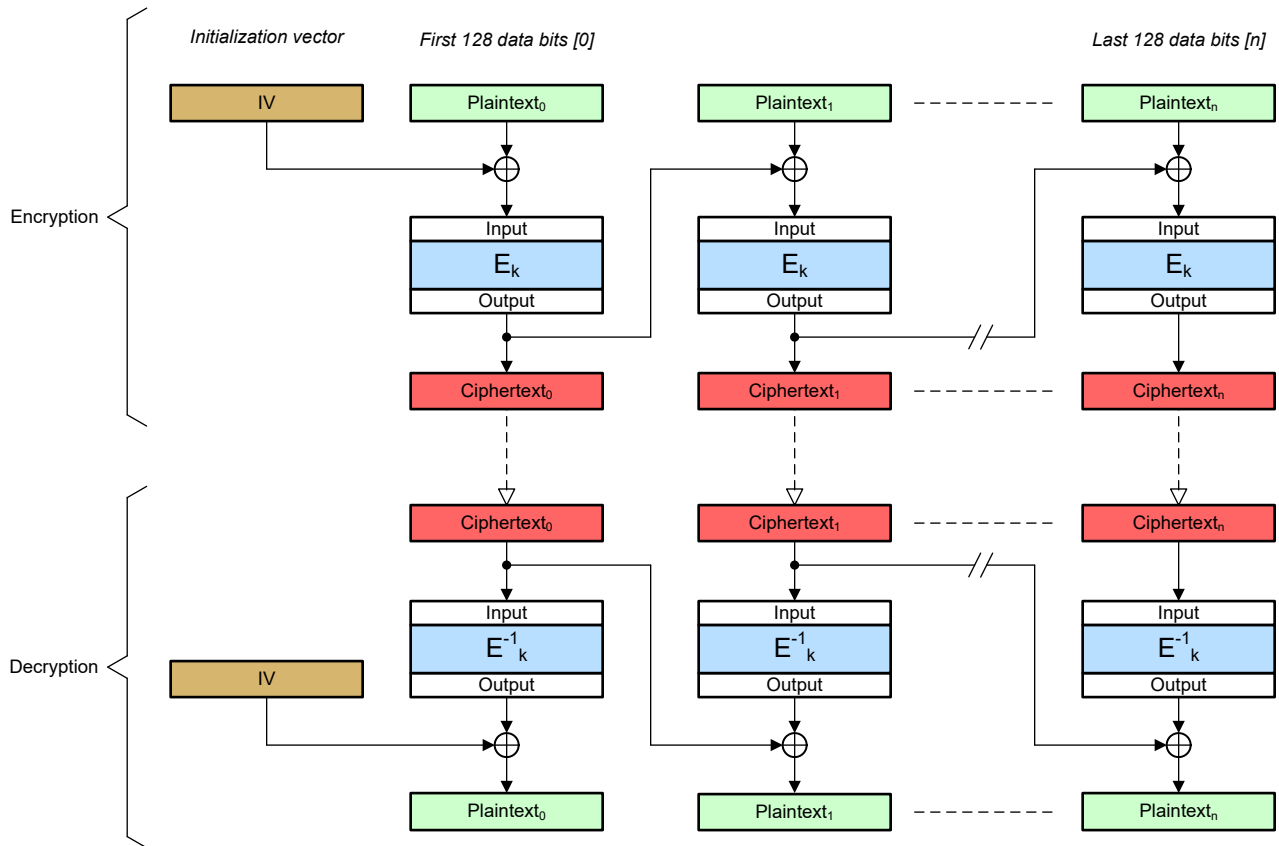 Initialization vector
First 128 data bits [0]
Last 128 data bits [n]
IV
Plaintext₀
Plaintext₁
Plaintextₙ
Encryption
Input
Input
Input
Eₖ
Eₖ
Eₖ
Output
Output
Output
Ciphertext₀
Ciphertext₁
Ciphertextₙ
Ciphertext₀
Ciphertext₁
Ciphertextₙ
Decryption
Input
Input
Input
E⁻¹ₖ
E⁻¹ₖ
E⁻¹ₖ
IV
Output
Output
Output
Plaintext₀
Plaintext₁
Plaintextₙ